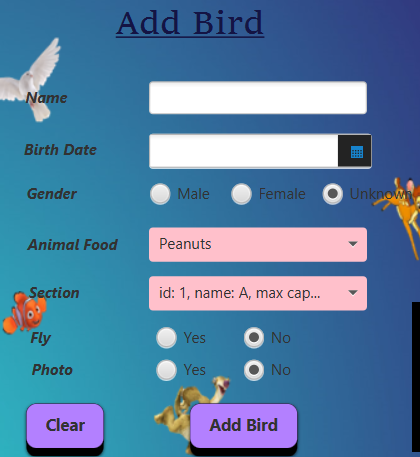 Add Bird
Name
Birth Date
Gender Male Female Unknown
Animal Food Peanuts
Section id: 1, name: A, max cap...
Fly Yes No
Photo Yes No
Clear Add Bird